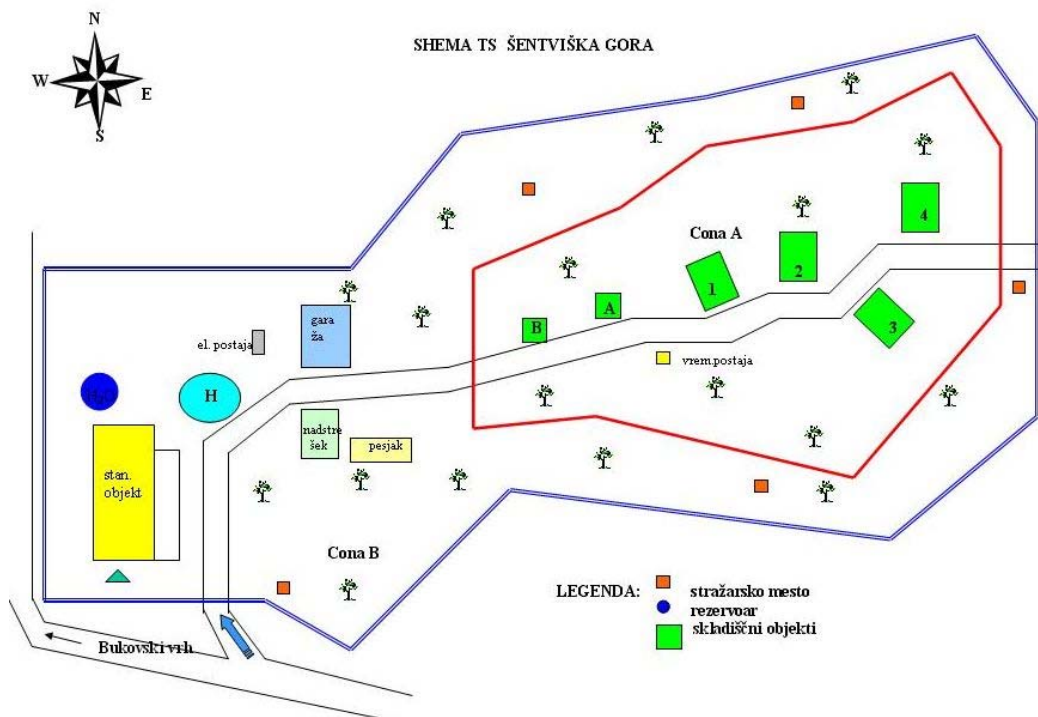 N
SHEMA TS ŠENTVIŠKA GORA
W
E
S
4
Cona A
2
1
A
B
3
gara
ža
el. postaja
vrem.postaja
H₂O
H
nadstre
šek
pesjak
stan.
objekt
Cona B
LEGENDA:
stražarsko mesto
rezervoar
skladiščni objekti
Bukovski vrh